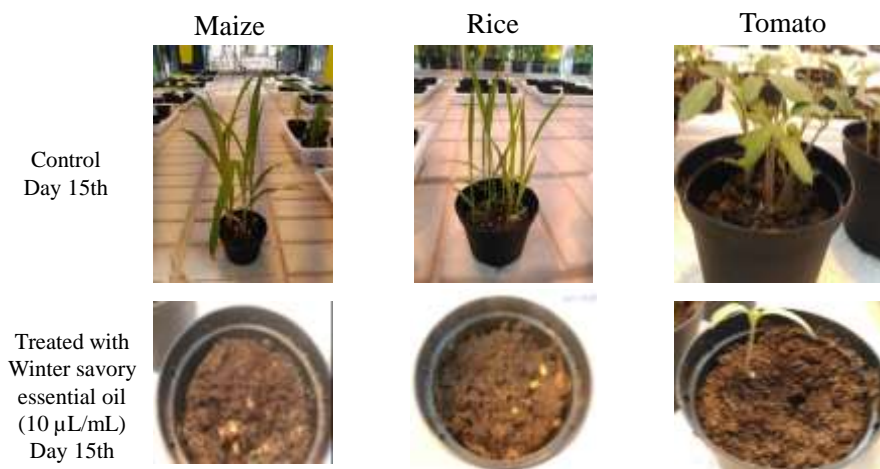 Maize
Rice
Tomato
Control
Day 15th
Treated with
Winter savory
essential oil
(10 µL/mL)
Day 15th